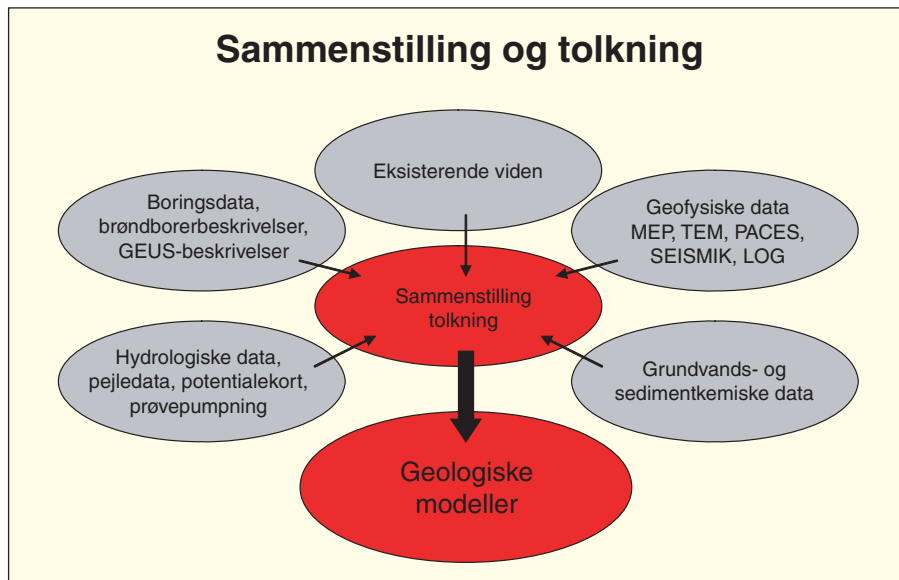 Sammenstilling og tolkning
Eksisterende viden
Boringsdata,
brøndborerbeskrivelser,
GEUS-beskrivelser
Geofysiske data
MEP, TEM, PACES,
SEISMIK, LOG
Sammenstilling
tolkning
Hydrologiske data,
pejledata, potentialekort,
prøvepumpning
Grundvands- og
sedimentkemiske data
Geologiske
modeller